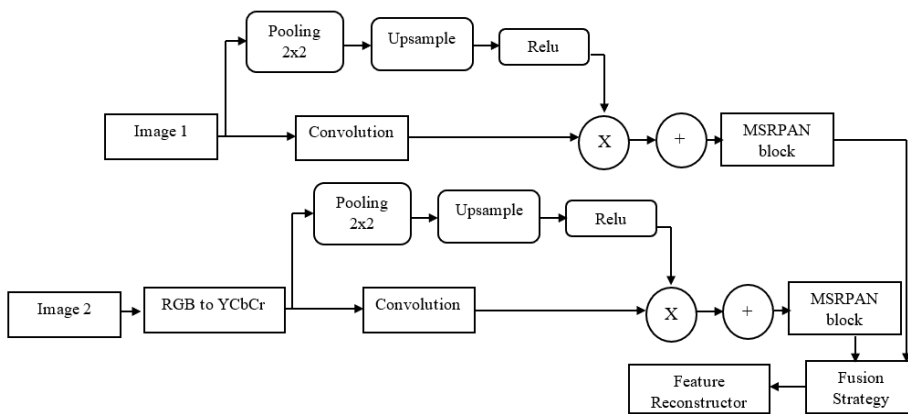 Pooling
2x2
Upsample
Relu
Image 1
Convolution
X
+
MSRPAN
block
Pooling
2x2
Upsample
Relu
Image 2
RGB to YCbCr
Convolution
X
+
MSRPAN
block
Feature
Reconstructor
Fusion
Strategy